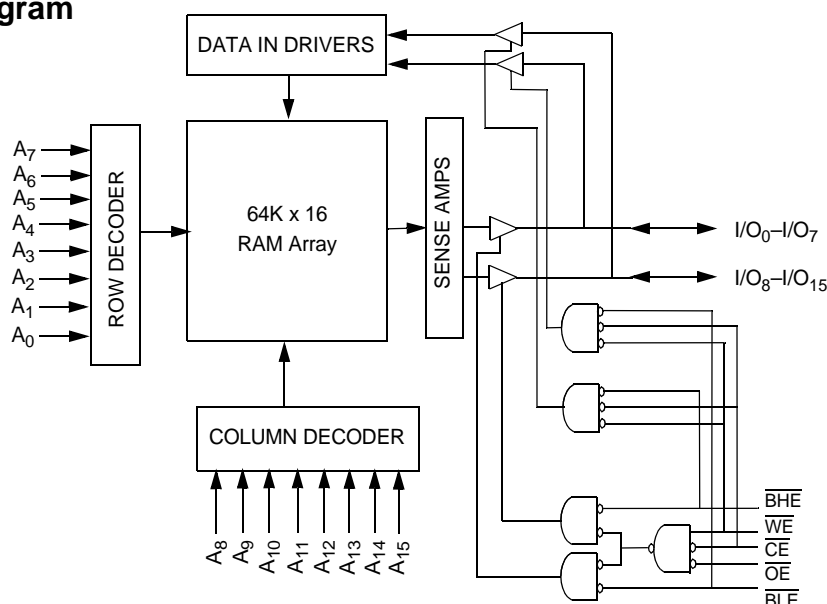 gram
DATA IN DRIVERS
A7
A6
A5
A4
A3
A2
A1
A0
ROW DECODER
64K x 16
RAM Array
SENSE AMPS
I/O0–I/O7
I/O8–I/O15
COLUMN DECODER
A8
A9
A10
A11
A12
A13
A14
A15
BHE
WE
CE
OE
BLE